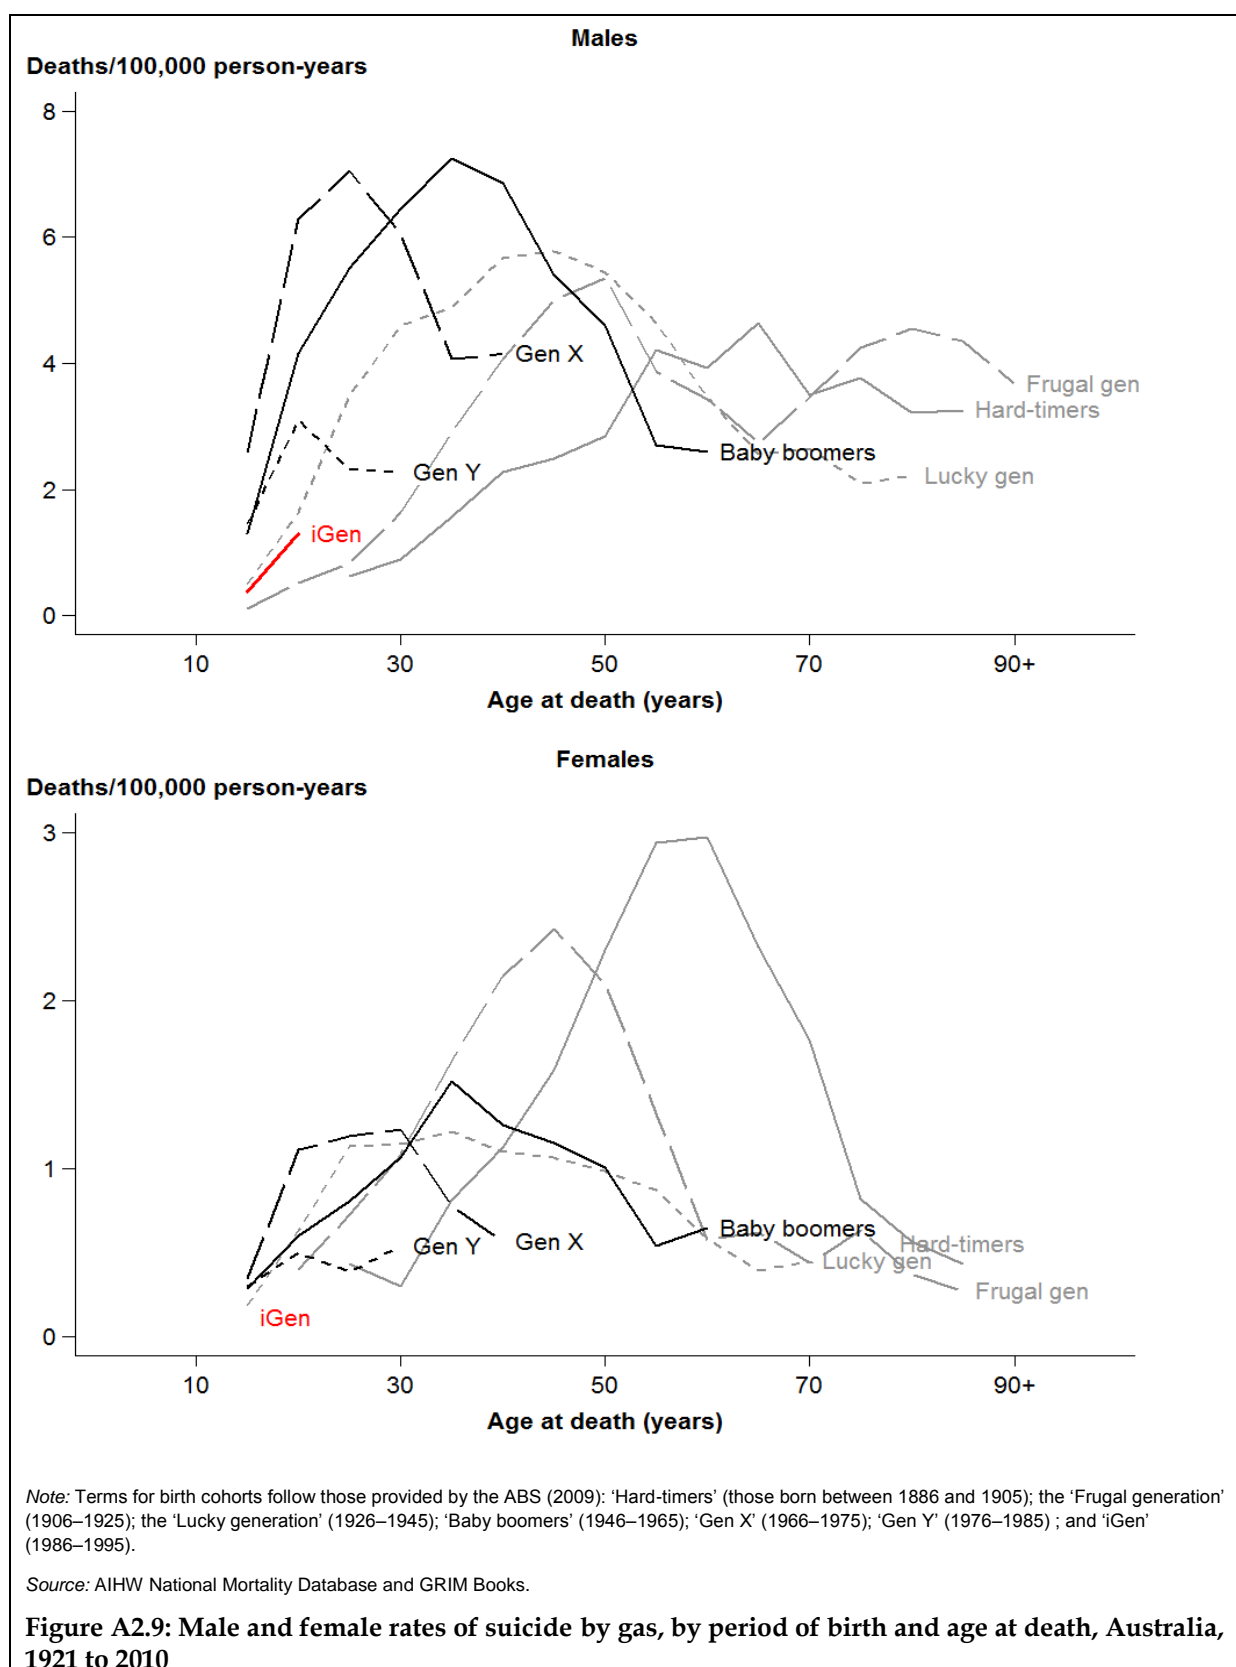 Males
Deaths/100,000 person-years
8
6
4
2
0
Gen X
Frugal gen
Hard-timers
Baby boomers
Gen Y
Lucky gen
iGen
10 30 50 70 90+
Age at death (years)
Females
Deaths/100,000 person-years
3
2
1
0
Baby boomers
Gen Y
Gen X
Hard-timers
Lucky gen
Frugal gen
iGen
10 30 50 70 90+
Age at death (years)
Note: Terms for birth cohorts follow those provided by the ABS (2009): ‘Hard-timers’ (those born between 1886 and 1905); the ‘Frugal generation’
(1906–1925); the ‘Lucky generation’ (1926–1945); ‘Baby boomers’ (1946–1965); ‘Gen X’ (1966–1975); ‘Gen Y’ (1976–1985) ; and ‘iGen’
(1986–1995).
Source: AIHW National Mortality Database and GRIM Books.
Figure A2.9: Male and female rates of suicide by gas, by period of birth and age at death, Australia,
1921 to 2010